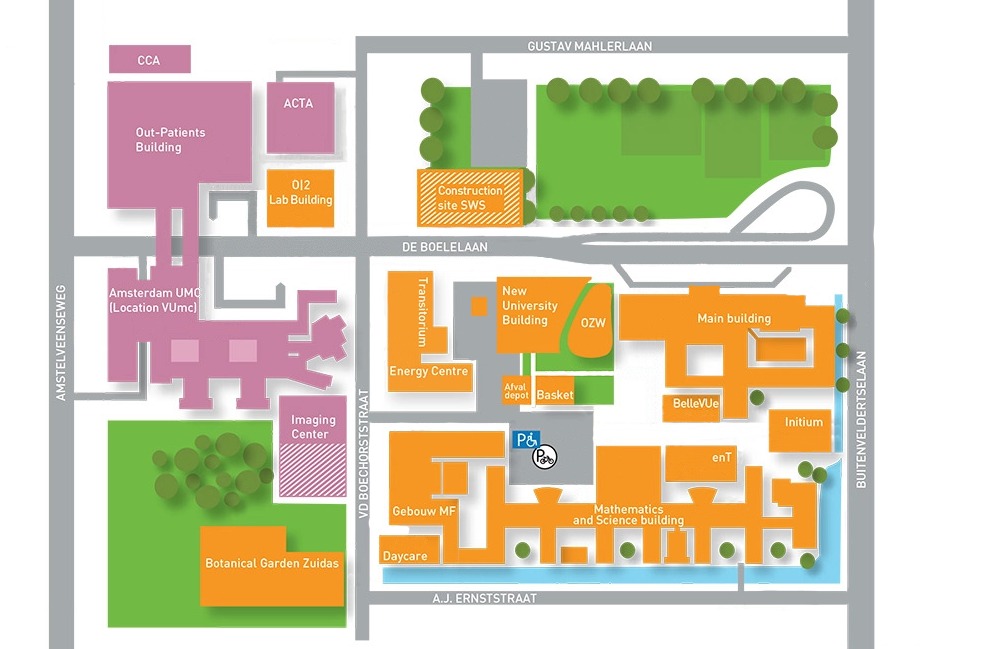 GUSTAV MAHLERLAAN
CCA
ACTA
Out-Patients
Building
O|2
Lab Building
Construction
site SWS
DE BOELELAAN
AMSTELVEENSEWEG
Amsterdam UMC
(Location VUmc)
Transitorium
New
University
Building
OZW
Main building
Energy Centre
Afval
depot
Basket
BelleVUe
Initium
BUITENVELDERTSELAAN
VD BOECHORSTSTRAAT
Imaging
Center
P
P
enT
Gebouw MF
Mathematics
and Science building
Daycare
Botanical Garden Zuidas
A.J. ERNSTSTRAAT